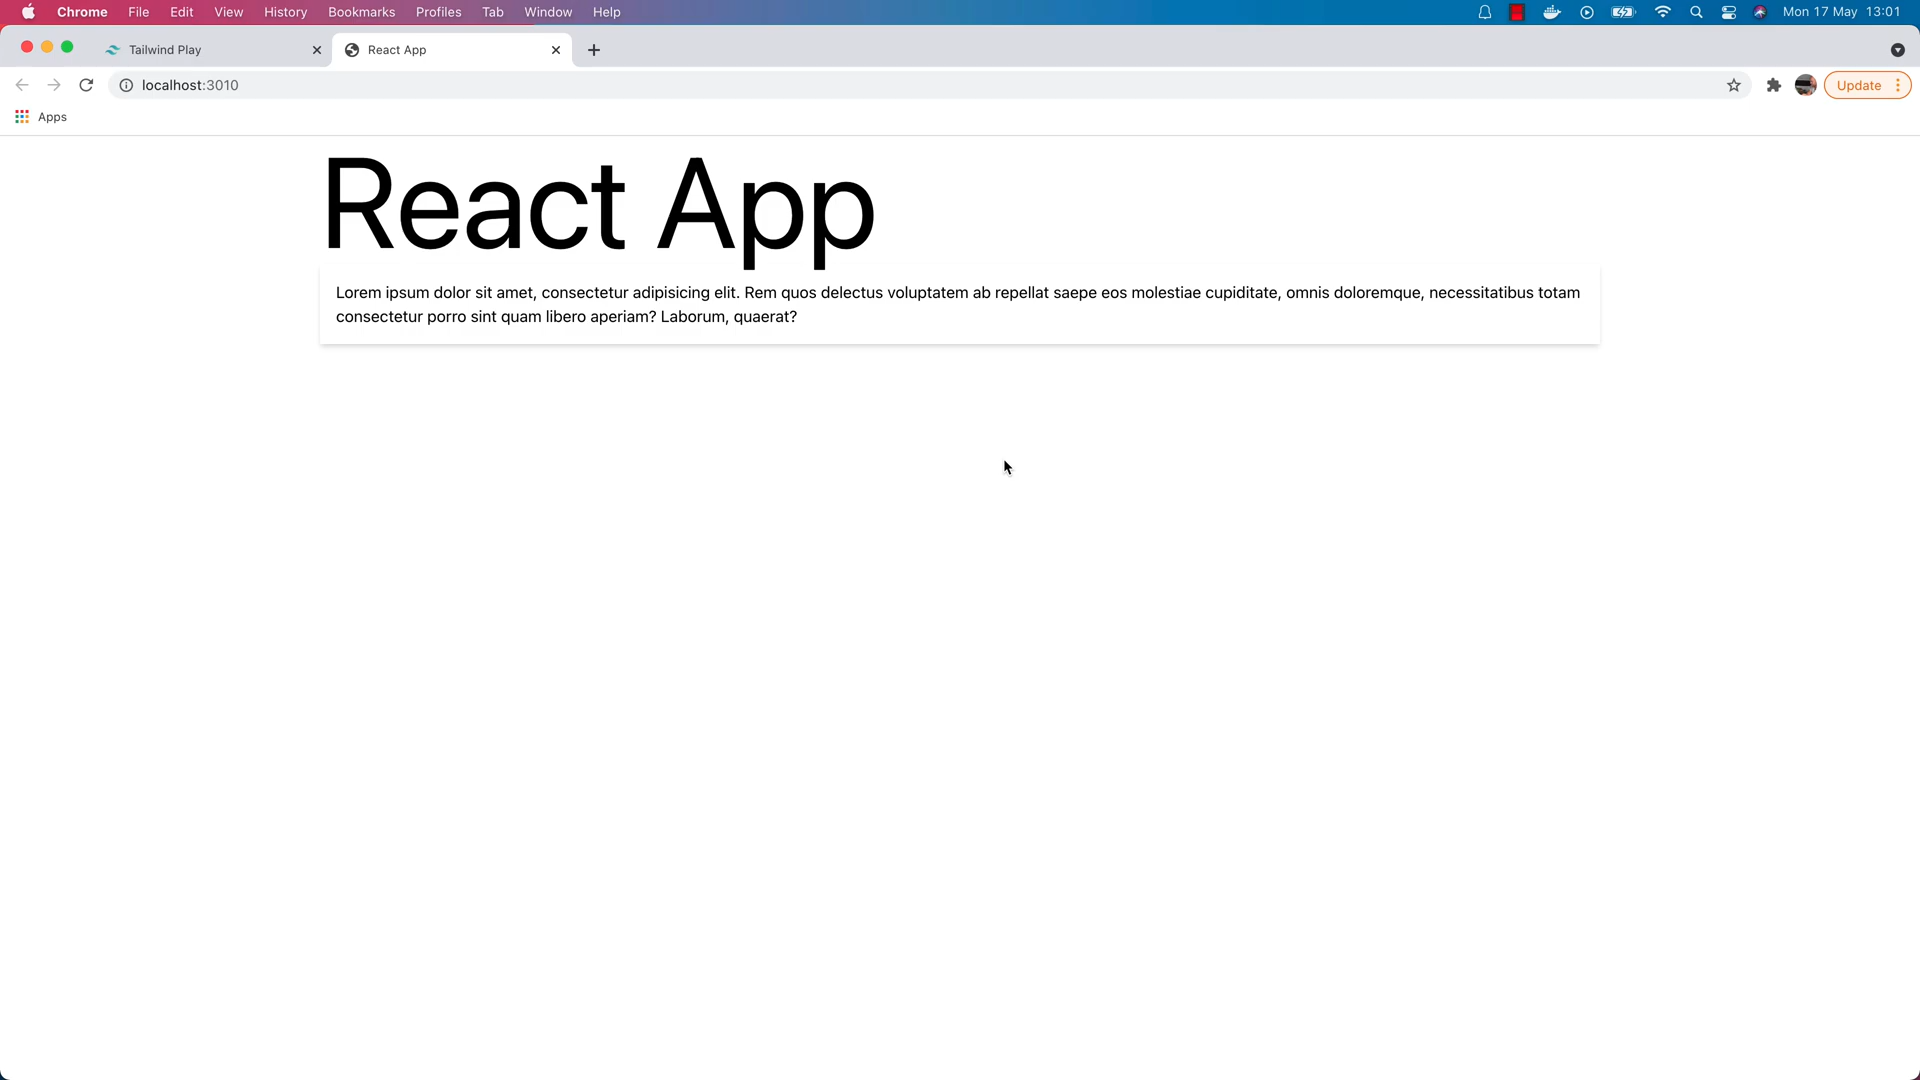 Chrome File Edit View History Bookmarks Profiles Tab Window Help Mon 17 May 13:01
Tailwind Play React App
localhost:3010 Update
Apps
React App
Lorem ipsum dolor sit amet, consectetur adipisicing elit. Rem quos delectus voluptatem ab repellat saepe eos molestiae cupiditate, omnis doloremque, necessitatibus totam
consectetur porro sint quam libero aperiam? Laborum, quaerat?